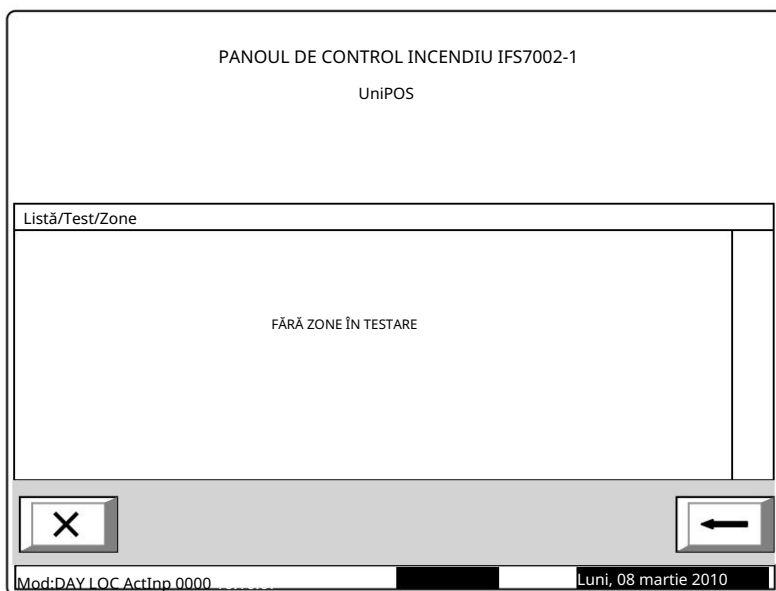 PANOUL DE CONTROL INCENDIU IFS7002-1
UniPOS
Listă/Test/Zone
FĂRĂ ZONE ÎN TESTARE
Mod:DAY LOC ActInp 0000
Luni, 08 martie 2010